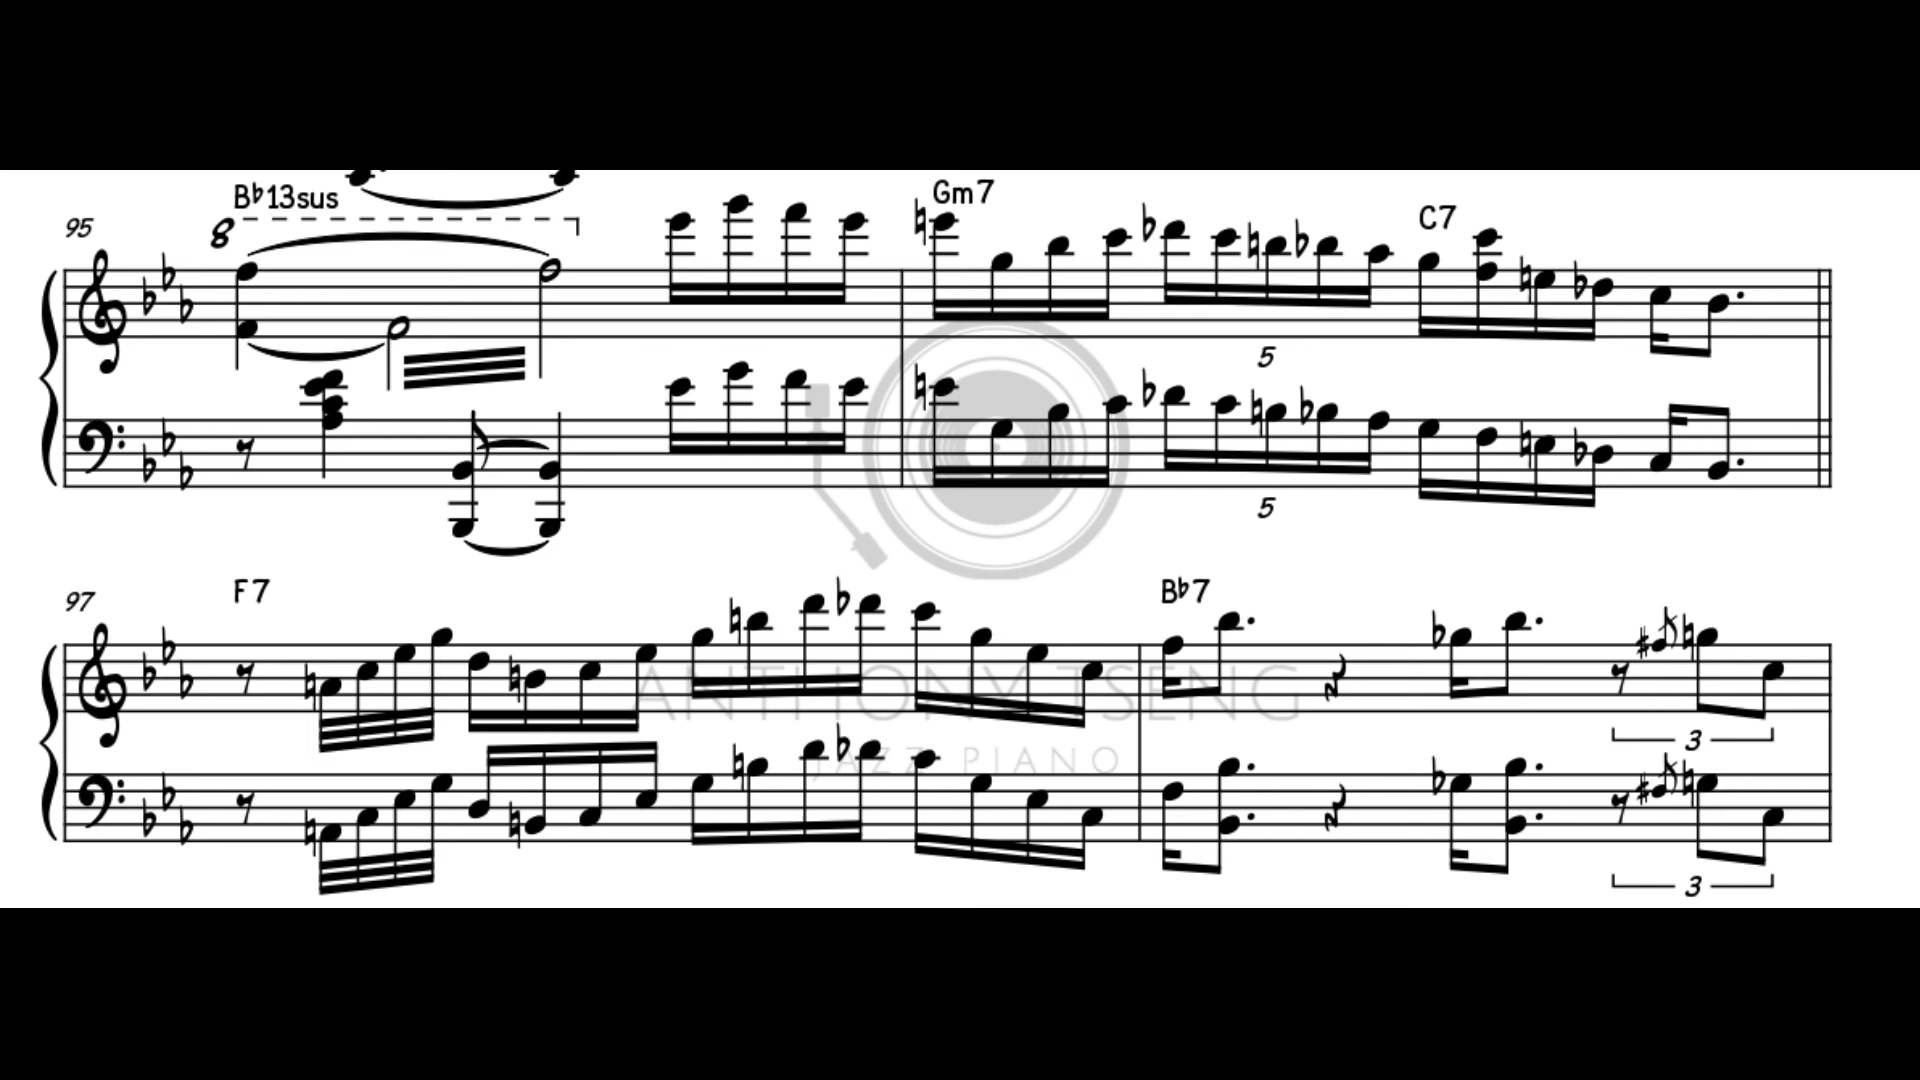 B♭13sus
Gm7
95
8
C7
5
5
97
F7
B♭7
ANTHONY TSENG
JAZZ PIANO
3
3